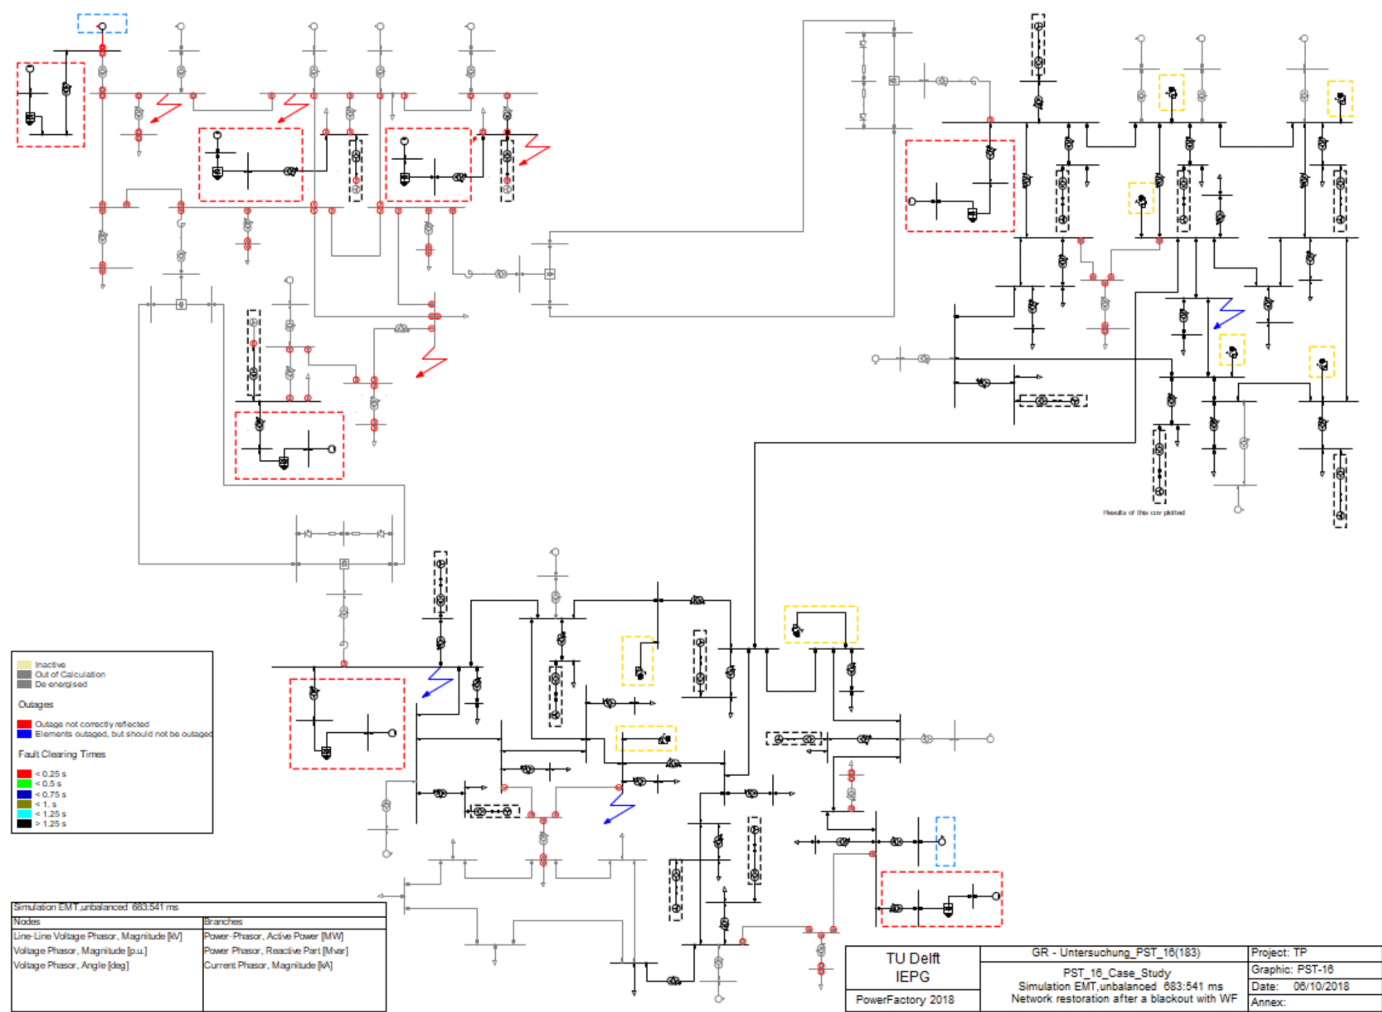 Results of this cov plotted
Inactive
Out of Calculation
De-energised
Outages
Outage not correctly reflected
Elements outaged, but should not be outaged
Fault Clearing Times
< 0.25 s
< 0.5 s
< 0.75 s
< 1. s
< 1.25 s
> 1.25 s
Simulation EMT,unbalanced 683:541 ms
Nodes
Branches
Line-Line Voltage Phasor, Magnitude [kV]
Power-Phasor, Active Power [MW]
Voltage Phasor, Magnitude [p.u.]
Power Phasor, Reactive Part [Mvar]
Voltage Phasor, Angle [deg]
Current Phasor, Magnitude [kA]
TU Delft
IEPG
PowerFactory 2018
GR - Untersuchung_PST_16(183)
PST_16_Case_Study
Simulation EMT,unbalanced 683:541 ms
Network restoration after a blackout with WF
Project: TP
Graphic: PST-16
Date: 06/10/2018
Annex: